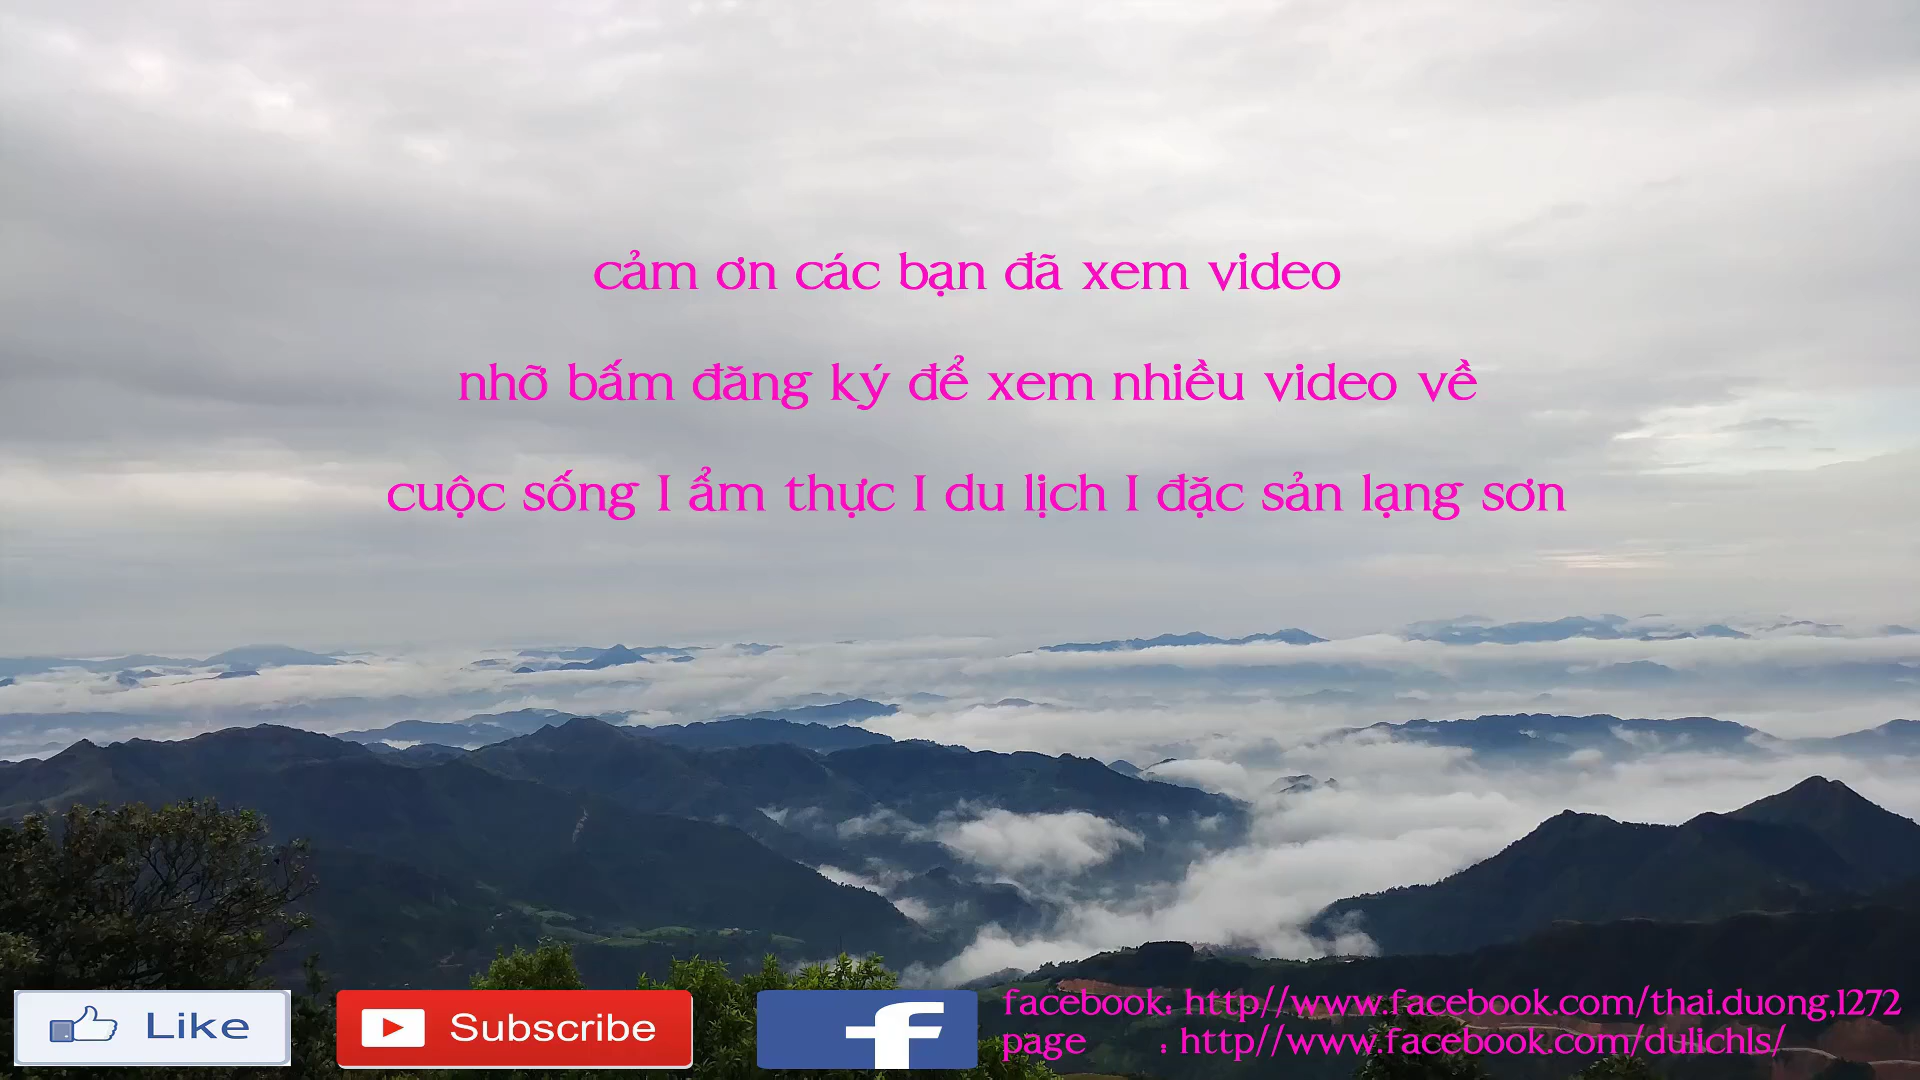 cảm ơn các bạn đã xem video
nhỡ bấm đăng ký để xem nhiều video về
cuộc sống I ẩm thực I du lịch I đặc sản lạng sơn
Like
Subscribe
f
facebook: http//www.facebook.com/thai.duong,1272
page : http//www.facebook.com/dulichls/